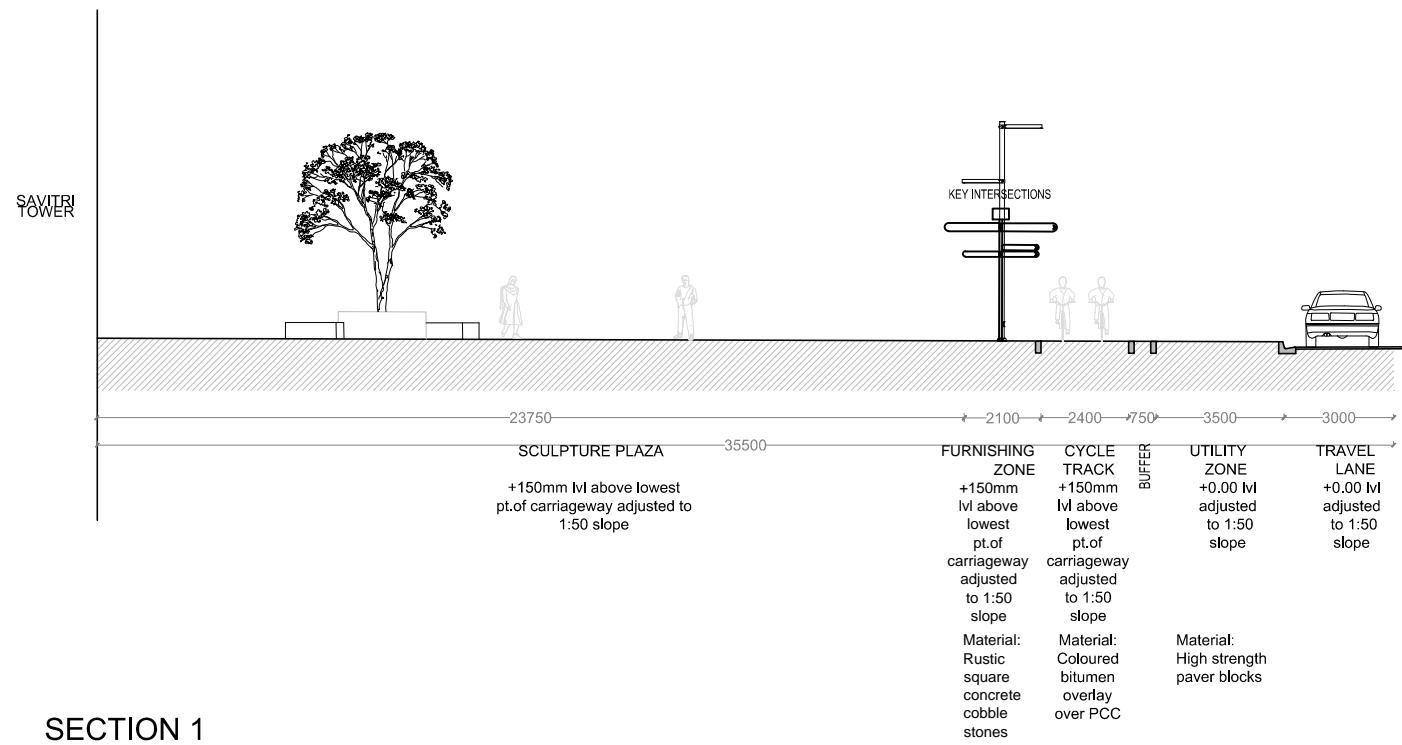 SAVITRI
TOWER
KEY INTERSECTIONS
23750
2100
2400
750
3500
3000
35500
SCULPTURE PLAZA
+150mm lvl above lowest
pt.of carriageway adjusted to
1:50 slope
FURNISHING
ZONE
+150mm
lvl above
lowest
pt.of
carriageway
adjusted
to 1:50
slope
Material:
Rustic
square
concrete
cobble
stones
CYCLE
TRACK
+150mm
lvl above
lowest
pt.of
carriageway
adjusted
to 1:50
slope
Material:
Coloured
bitumen
overlay
over PCC
BUFFER
UTILITY
ZONE
+0.00 lvl
adjusted
to 1:50
slope
Material:
High strength
paver blocks
TRAVEL
LANE
+0.00 lvl
adjusted
to 1:50
slope
SECTION 1